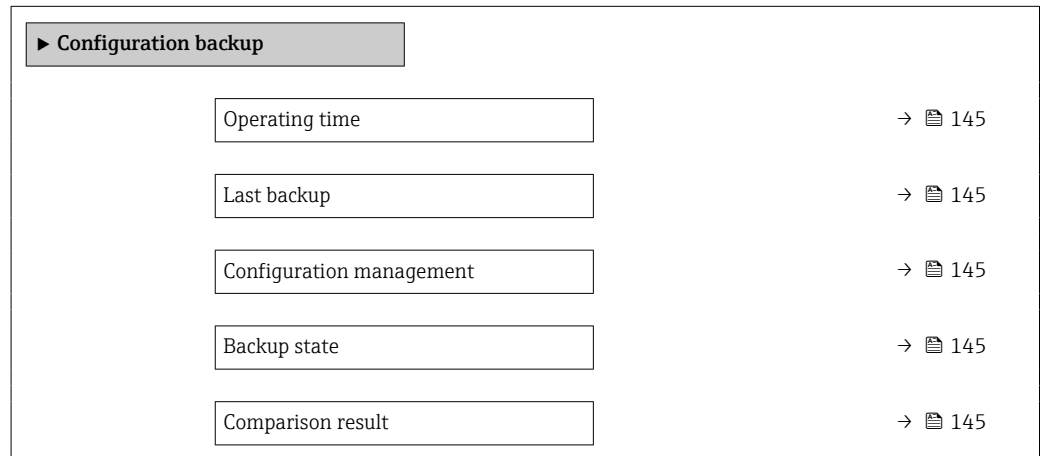 ▶ Configuration backup
Operating time → 🖹 145
Last backup → 🖹 145
Configuration management → 🖹 145
Backup state → 🖹 145
Comparison result → 🖹 145